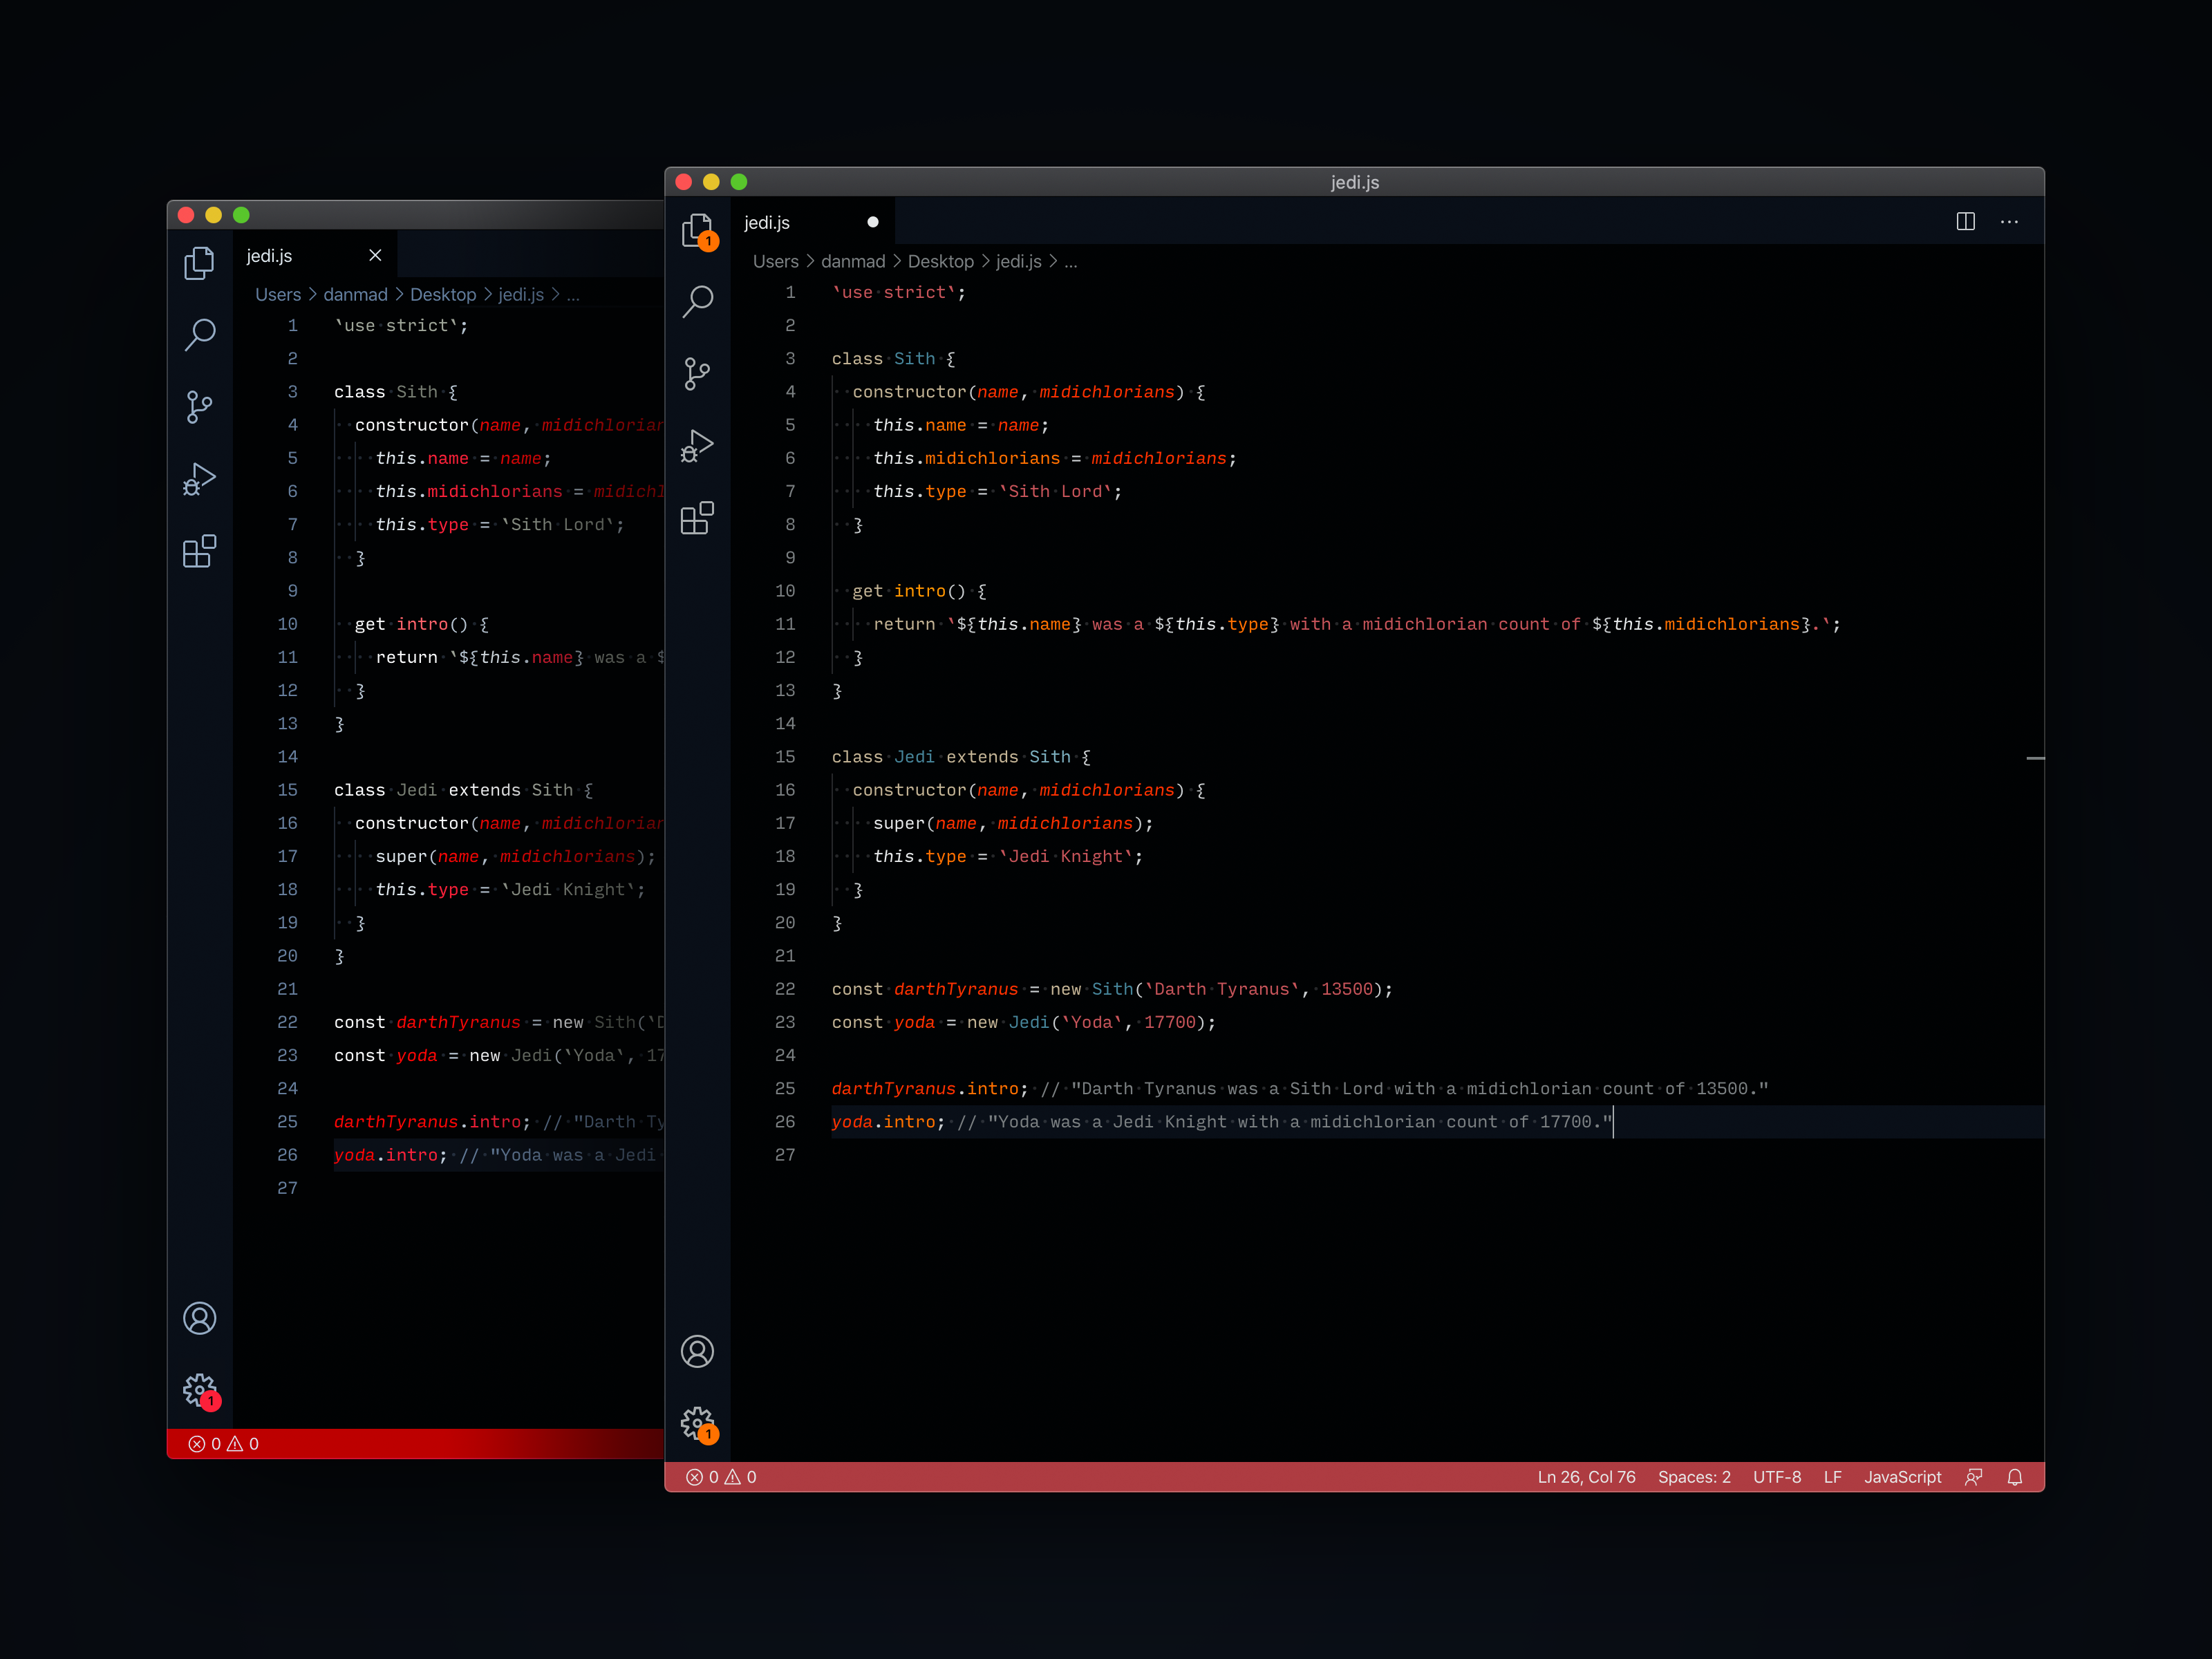 jedi.js
Users > danmad > Desktop > jedi.js > ...
1 `use strict`;
2
3 class Sith {
4 constructor(name, midichlorian
5 this.name = name;
6 this.midichlorians = midichl
7 this.type = `Sith Lord`;
8 }
9
10 get intro() {
11 return `${this.name} was a $
12 }
13 }
14
15 class Jedi extends Sith {
16 constructor(name, midichlorian
17 super(name, midichlorians);
18 this.type = `Jedi Knight`;
19 }
20 }
21
22 const darthTyranus = new Sith(`D
23 const yoda = new Jedi(`Yoda`, 17
24
25 darthTyranus.intro; // "Darth Ty
26 yoda.intro; // "Yoda was a Jedi
27
1
0 0
jedi.js
jedi.js
1
Users > danmad > Desktop > jedi.js > ...
1 `use strict`;
2
3 class Sith {
4 constructor(name, midichlorians) {
5 this.name = name;
6 this.midichlorians = midichlorians;
7 this.type = `Sith Lord`;
8 }
9
10 get intro() {
11 return `${this.name} was a ${this.type} with a midichlorian count of ${this.midichlorians}.`;
12 }
13 }
14
15 class Jedi extends Sith {
16 constructor(name, midichlorians) {
17 super(name, midichlorians);
18 this.type = `Jedi Knight`;
19 }
20 }
21
22 const darthTyranus = new Sith(`Darth Tyranus`, 13500);
23 const yoda = new Jedi(`Yoda`, 17700);
24
25 darthTyranus.intro; // "Darth Tyranus was a Sith Lord with a midichlorian count of 13500."
26 yoda.intro; // "Yoda was a Jedi Knight with a midichlorian count of 17700."
27
1
0 0 Ln 26, Col 76 Spaces: 2 UTF-8 LF JavaScript